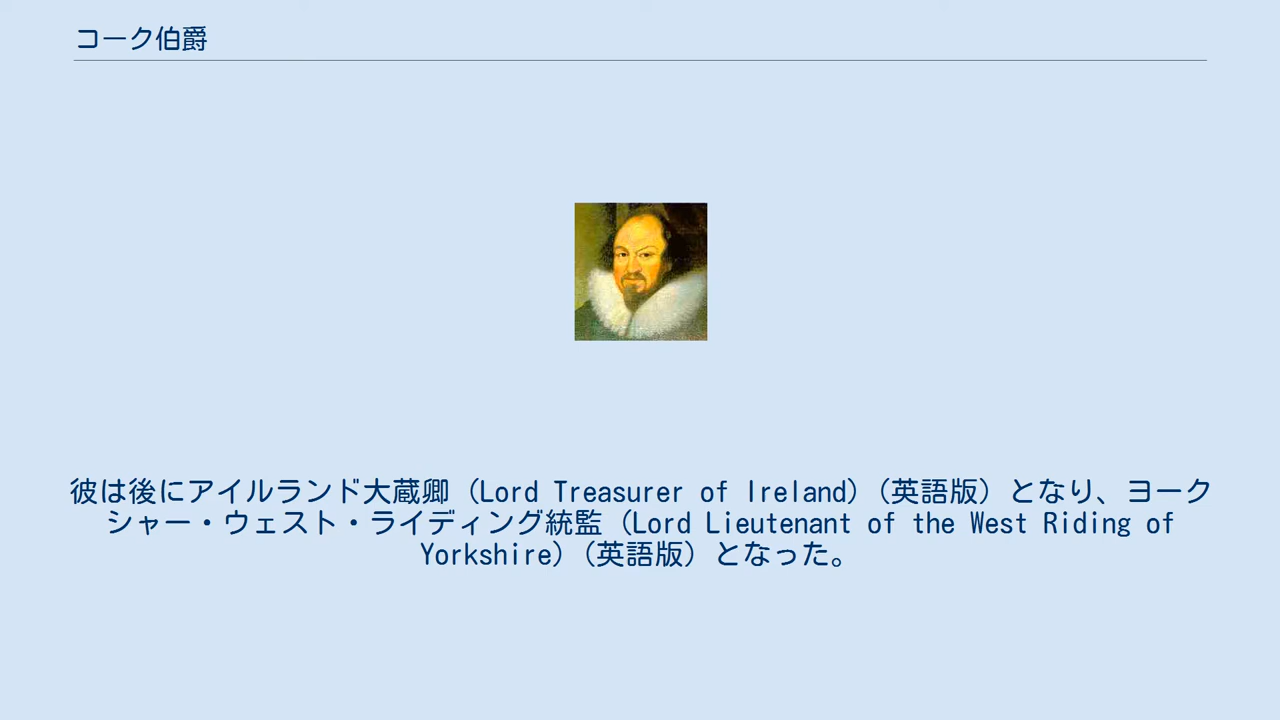 コーク伯爵
彼は後にアイルランド大蔵卿（Lord Treasurer of Ireland）（英語版）となり、ヨーク
シャー・ウェスト・ライディング統監（Lord Lieutenant of the West Riding of
Yorkshire）（英語版）となった。